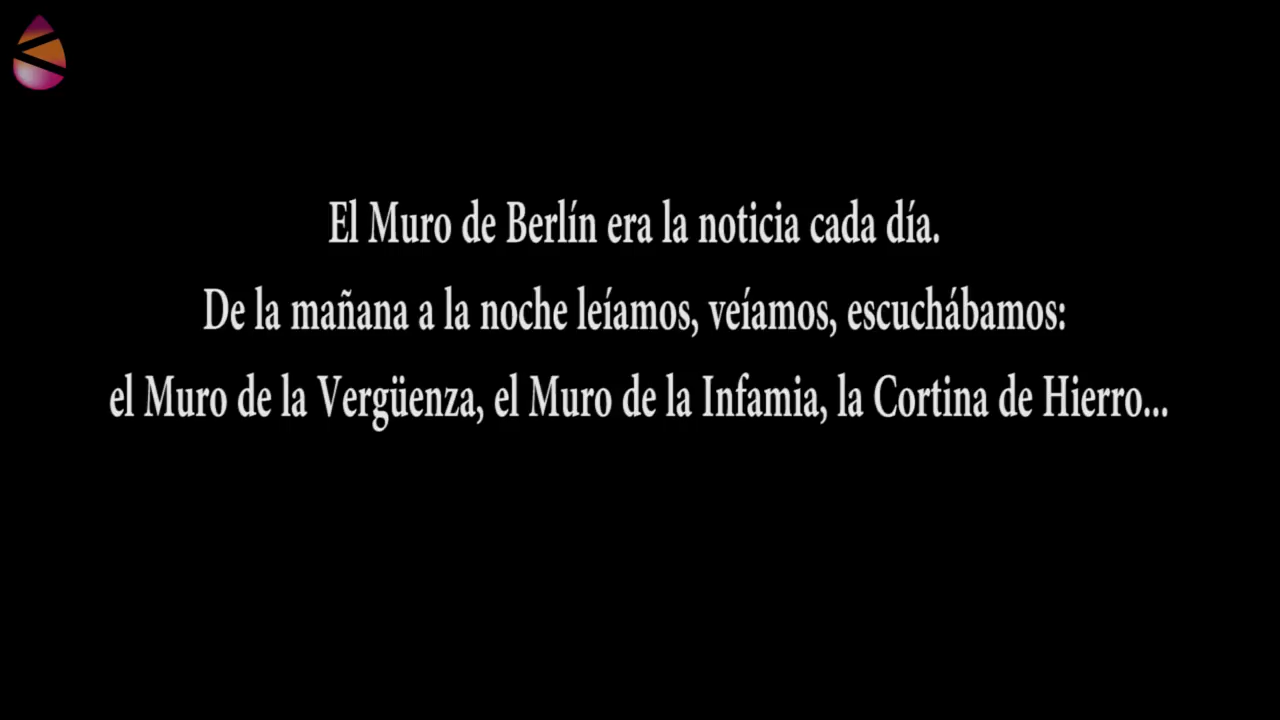 El Muro de Berlín era la noticia cada día.
De la mañana a la noche leíamos, veíamos, escuchábamos:
el Muro de la Vergüenza, el Muro de la Infamia, la Cortina de Hierro...